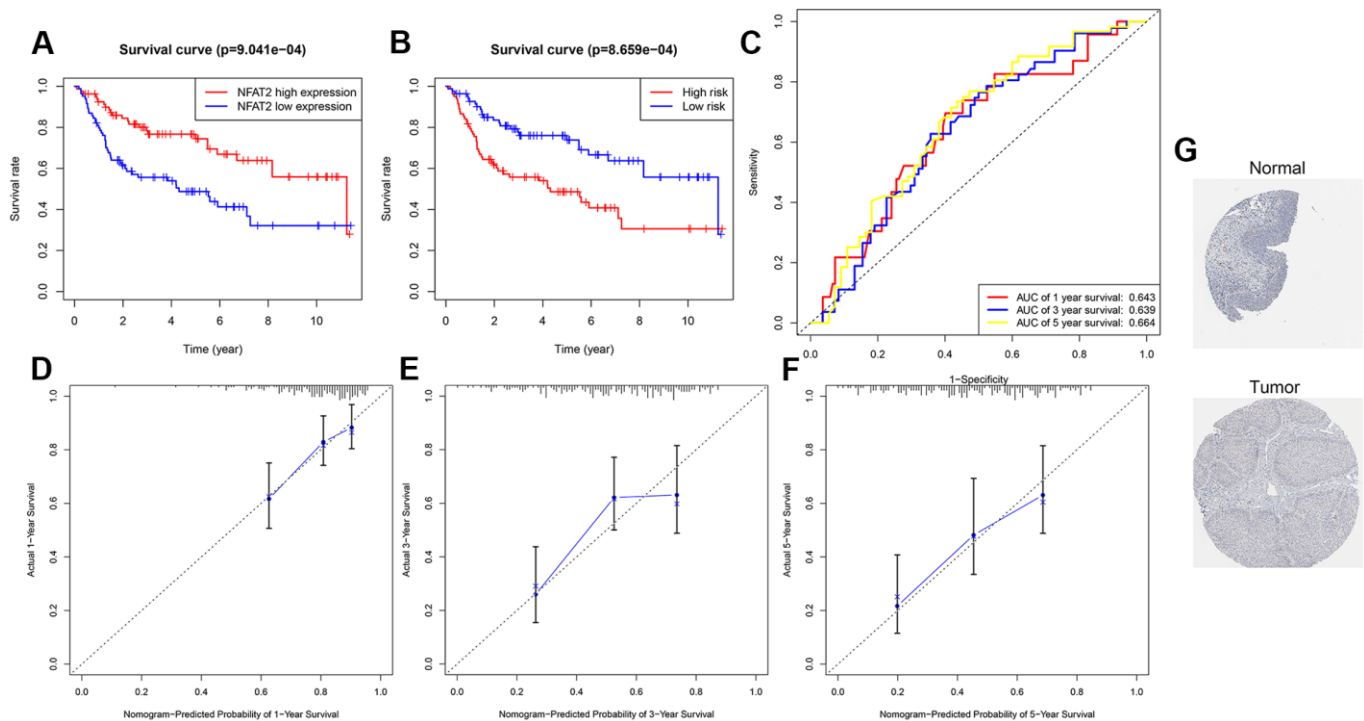 A
Survival curve (p=9.041e−04)
NFAT2 high expression
NFAT2 low expression
Survival rate
0.0 0.2 0.4 0.6 0.8 1.0
0 2 4 6 8 10
Time (year)
B
Survival curve (p=8.659e−04)
High risk
Low risk
Survival rate
0.0 0.2 0.4 0.6 0.8 1.0
0 2 4 6 8 10
Time (year)
C
Sensitivity
0.0 0.2 0.4 0.6 0.8 1.0
AUC of 1 year survival: 0.643
AUC of 3 year survival: 0.639
AUC of 5 year survival: 0.664
0.0 0.2 0.4 0.6 0.8 1.0
1−Specificity
D
Actual 1−Year Survival
0.0 0.2 0.4 0.6 0.8 1.0
0.0 0.2 0.4 0.6 0.8 1.0
Nomogram−Predicted Probability of 1−Year Survival
E
Actual 3−Year Survival
0.0 0.2 0.4 0.6 0.8 1.0
0.0 0.2 0.4 0.6 0.8 1.0
Nomogram−Predicted Probability of 3−Year Survival
F
Actual 5−Year Survival
0.0 0.2 0.4 0.6 0.8 1.0
0.0 0.2 0.4 0.6 0.8 1.0
Nomogram−Predicted Probability of 5−Year Survival
G
Normal
Tumor